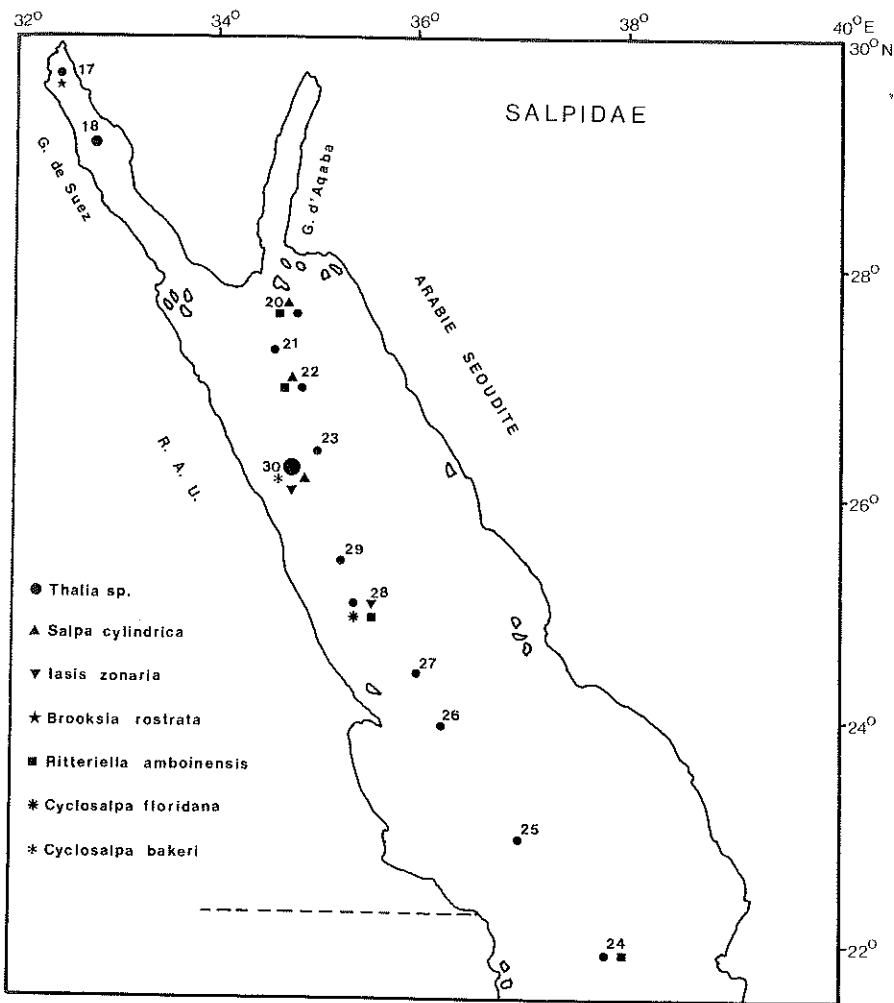 32° 34° 36° 38° 40°E
30°N
17
SALPIDAE
18
G. de Suez
G. d'Aqaba
28°
20
ARABIE SEOUDITE
21
22
23
R. A. U.
30
26°
29
Thalia sp.
28
Salpa cylindrica
Iasis zonaria
27
Brooksia rostrata
26
24°
Ritteriella amboinensis
Cyclosalpa floridana
25
Cyclosalpa bakeri
24
22°